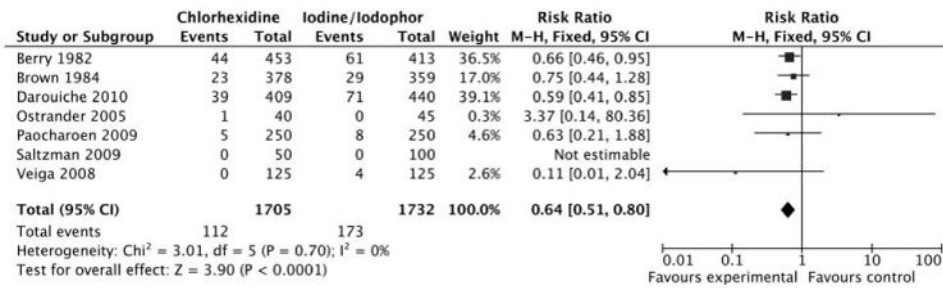 Chlorhexidine Iodine/Iodophor Risk Ratio Risk Ratio
Study or Subgroup Events Total Events Total Weight M-H, Fixed, 95% CI M-H, Fixed, 95% CI
Berry 1982 44 453 61 413 36.5% 0.66 [0.46, 0.95]
Brown 1984 23 378 29 359 17.0% 0.75 [0.44, 1.28]
Darouiche 2010 39 409 71 440 39.1% 0.59 [0.41, 0.85]
Ostrander 2005 1 40 0 45 0.3% 3.37 [0.14, 80.36]
Paocharoen 2009 5 250 8 250 4.6% 0.63 [0.21, 1.88]
Saltzman 2009 0 50 0 100 Not estimable
Veiga 2008 0 125 4 125 2.6% 0.11 [0.01, 2.04]
Total (95% CI) 1705 1732 100.0% 0.64 [0.51, 0.80]
Total events 112 173
Heterogeneity: Chi² = 3.01, df = 5 (P = 0.70); I² = 0%
Test for overall effect: Z = 3.90 (P < 0.0001)
0.01 0.1 1 10 100
Favours experimental Favours control